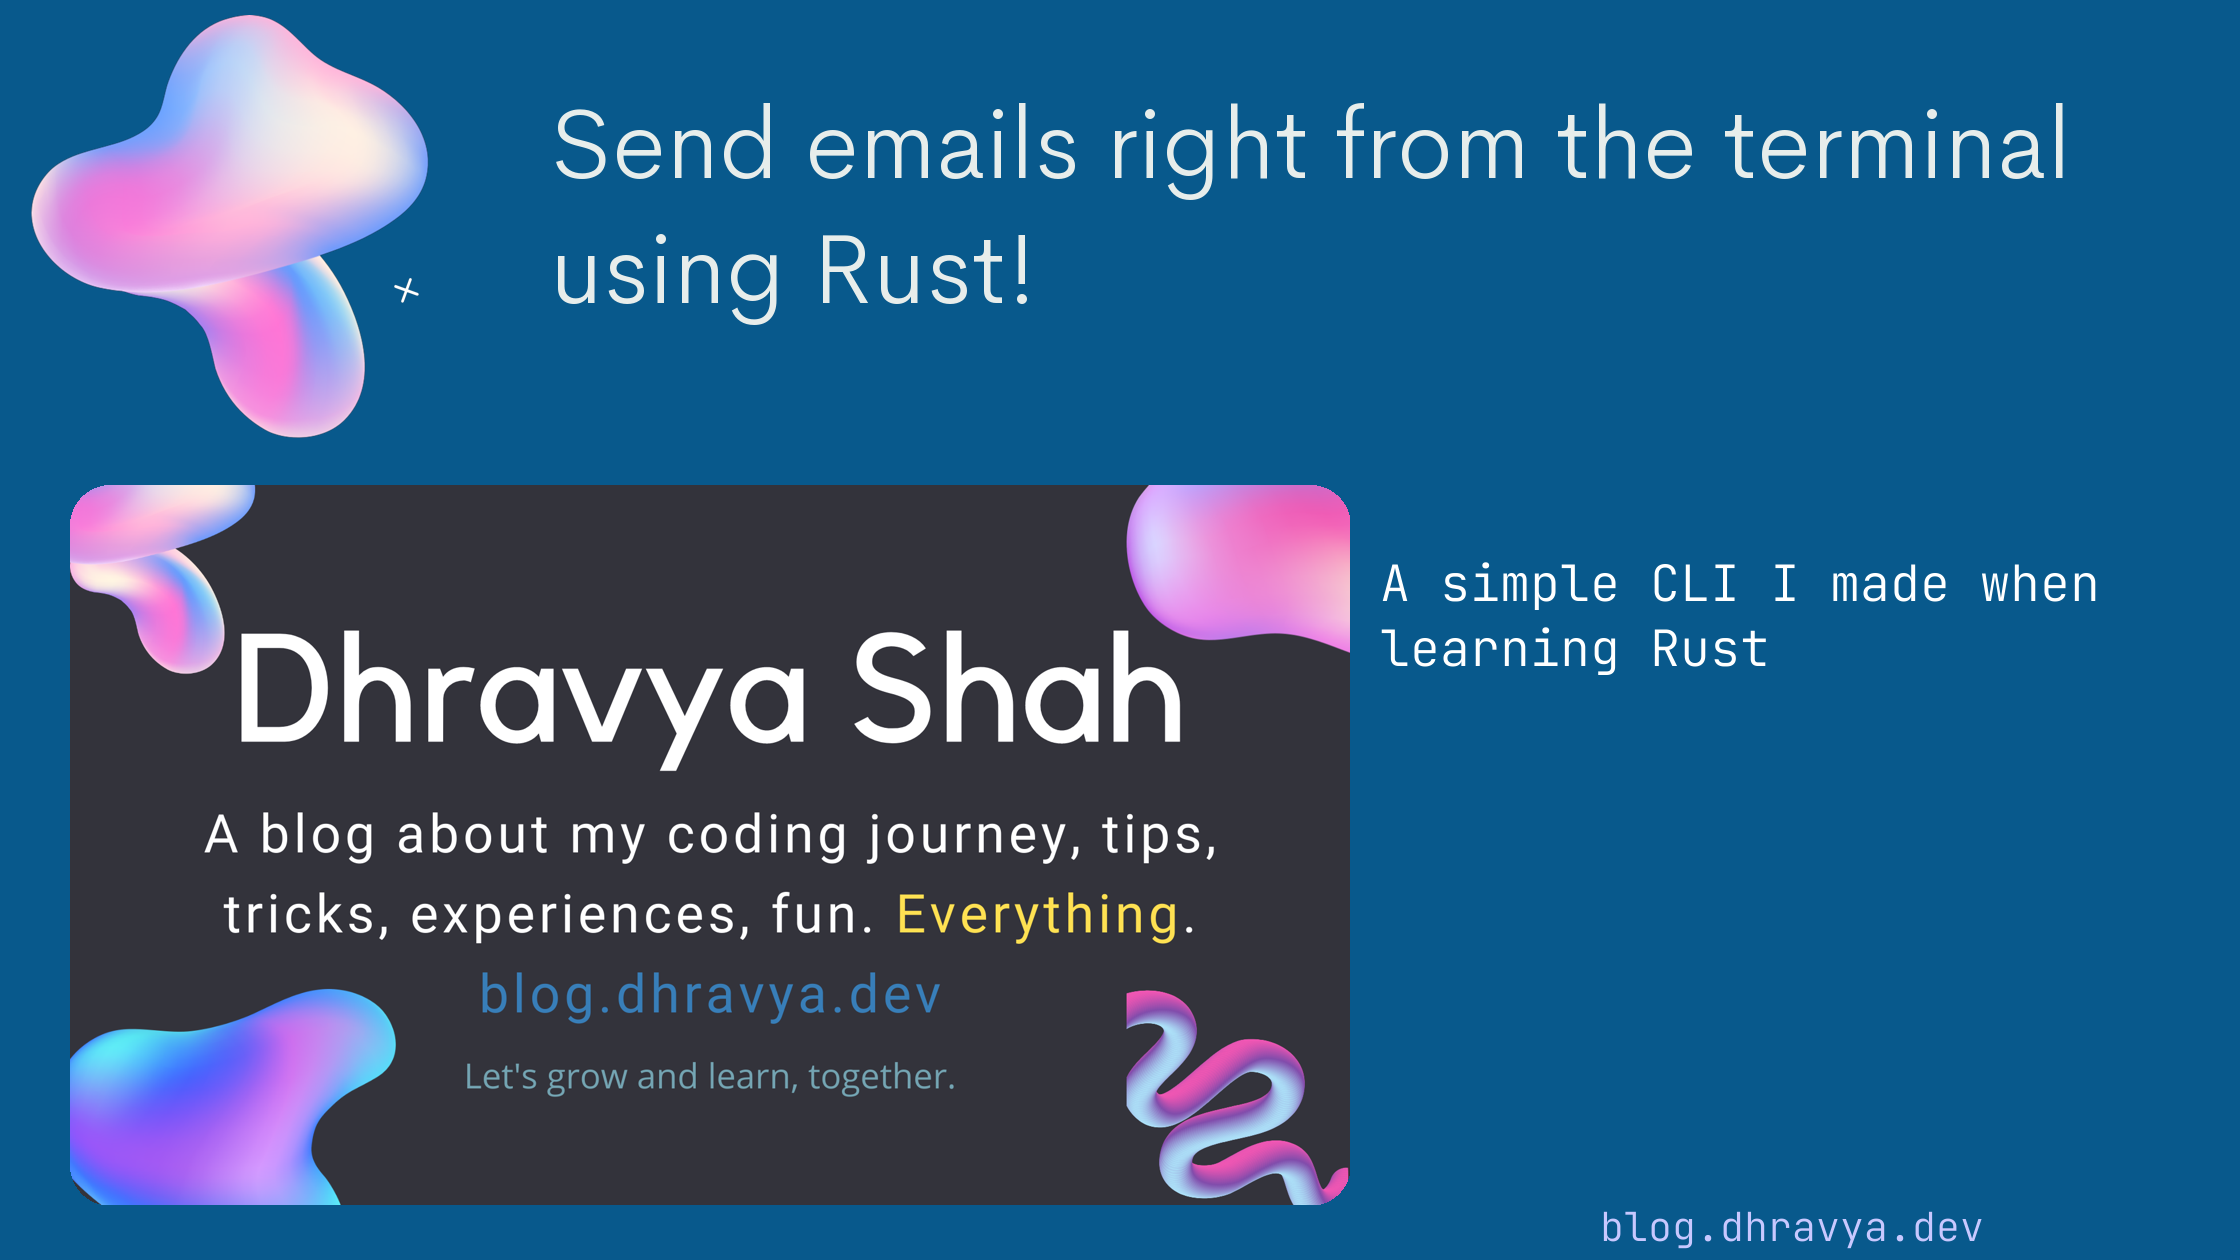 Send emails right from the terminal
using Rust!
Dhravya Shah
A blog about my coding journey, tips,
tricks, experiences, fun. Everything.
blog.dhravya.dev
Let's grow and learn, together.
A simple CLI I made when
learning Rust
blog.dhravya.dev